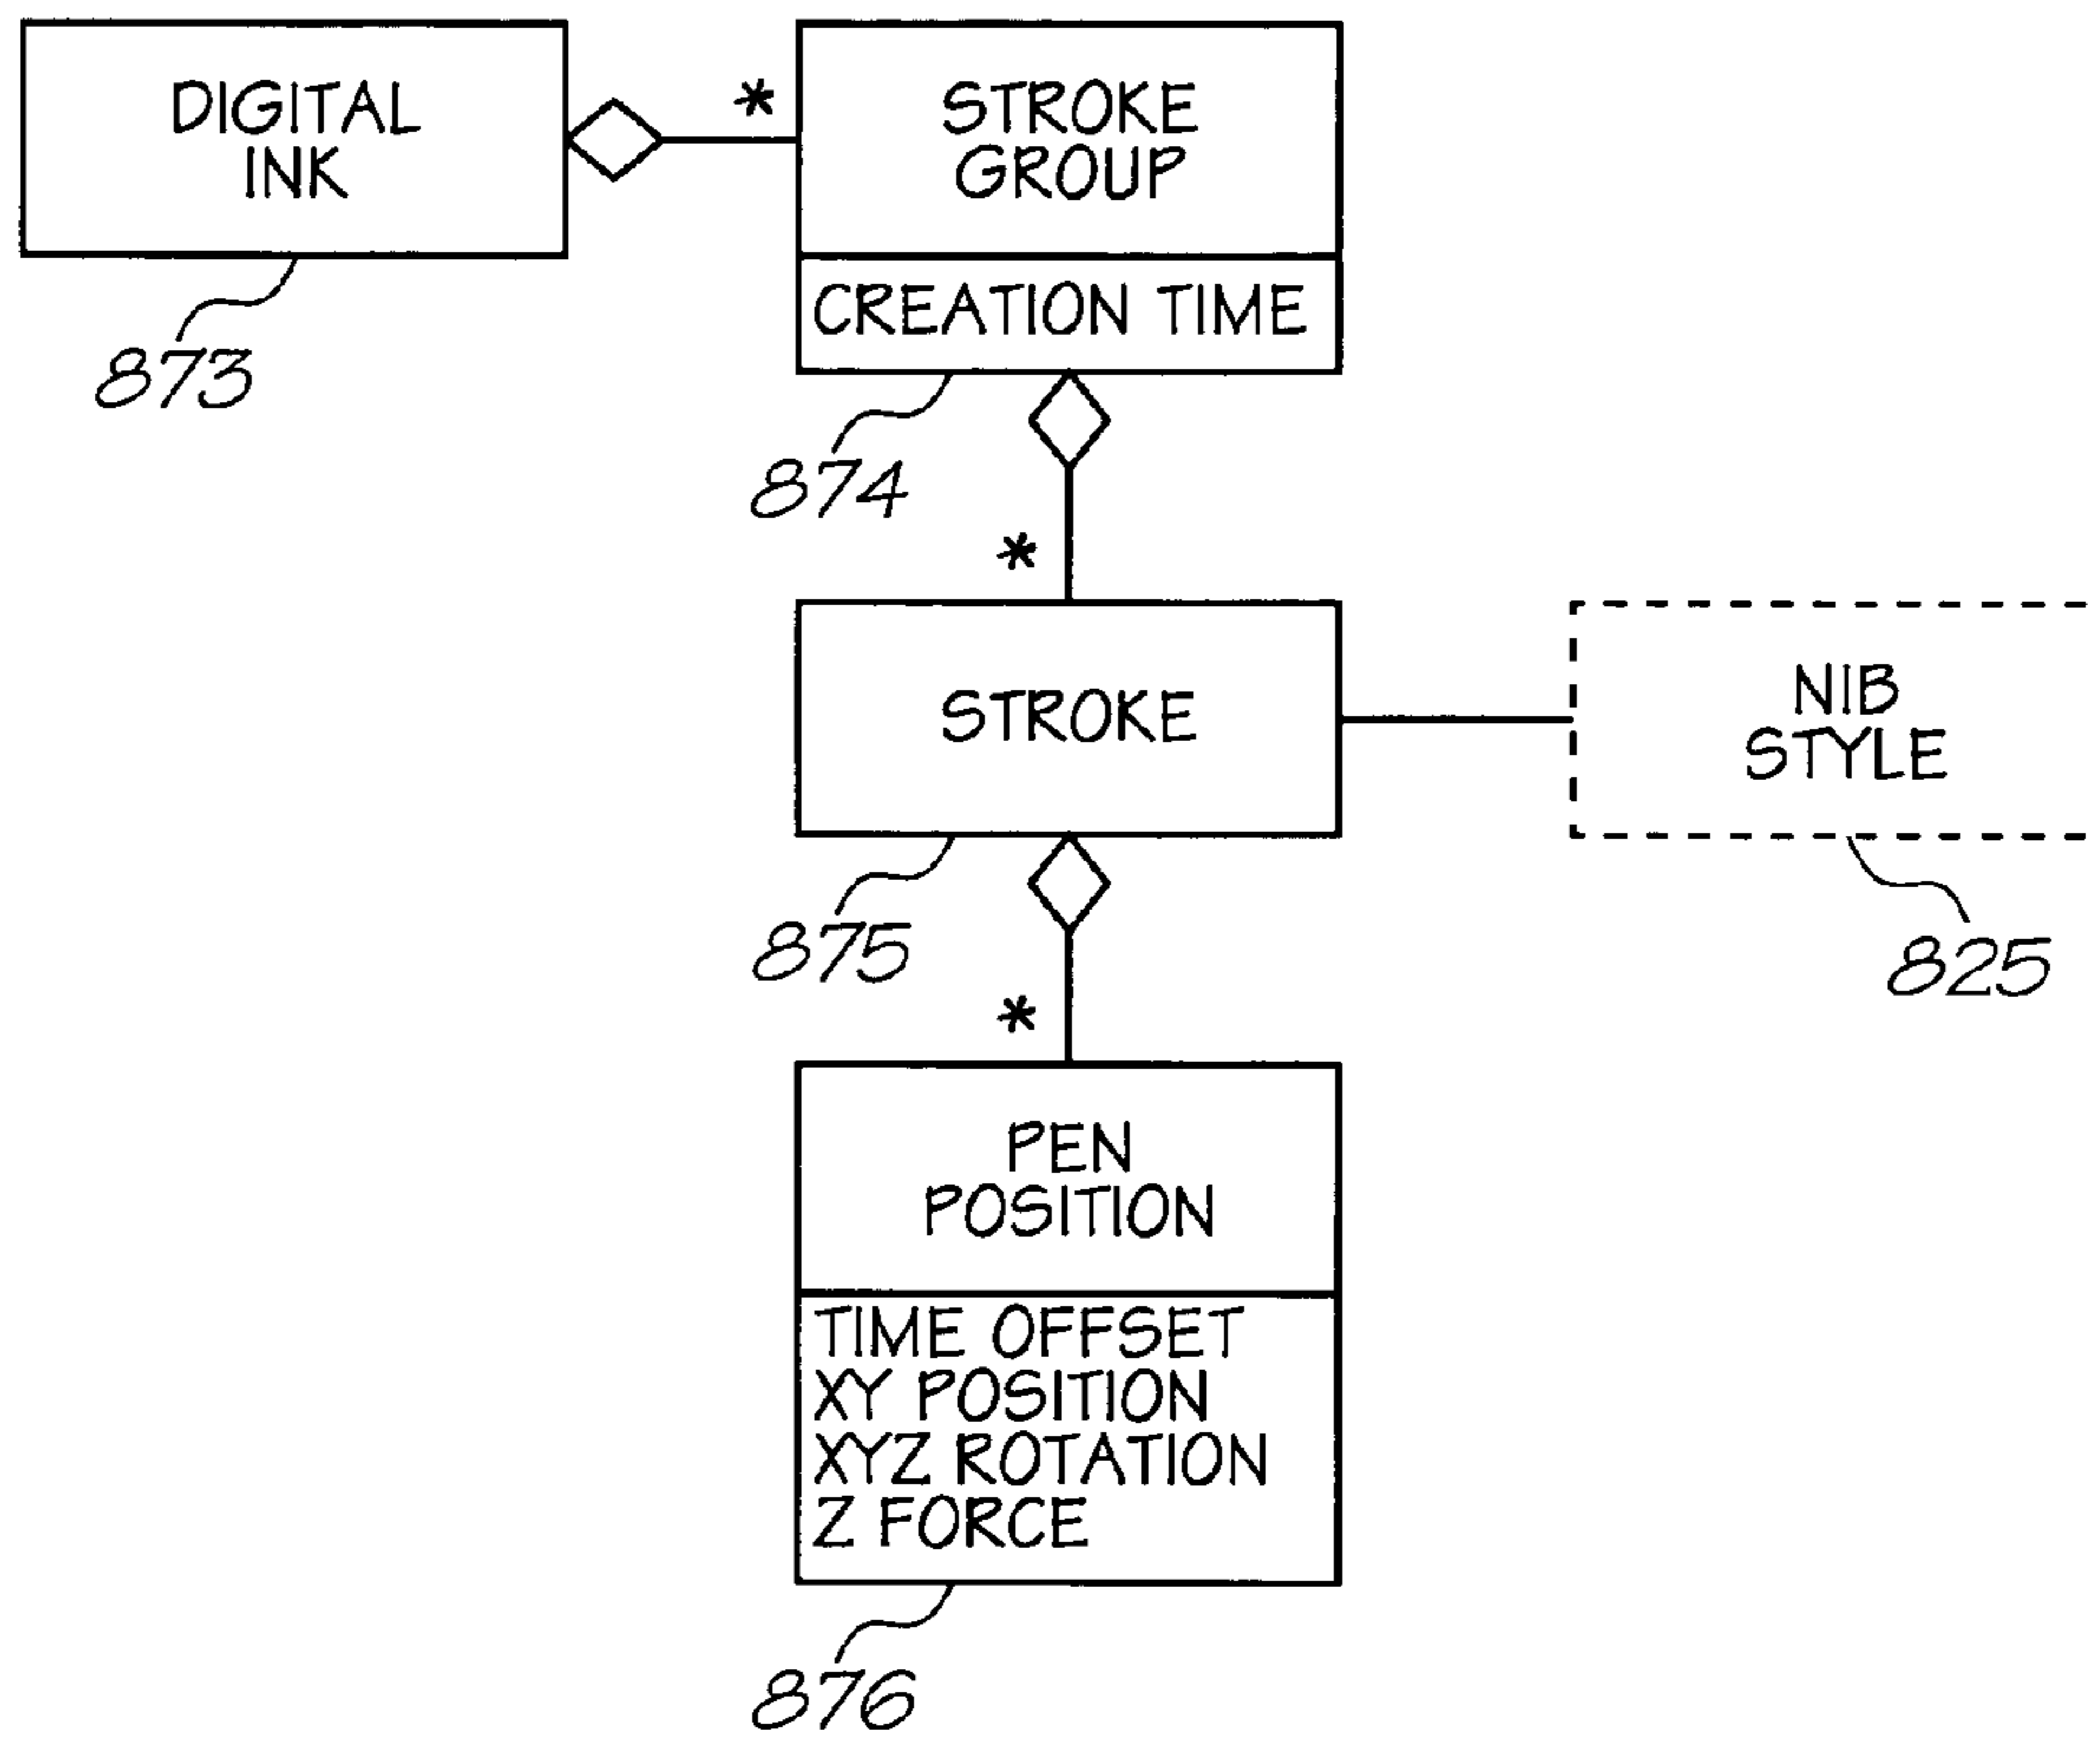 DIGITAL
INK
873
*
STROKE
GROUP
CREATION TIME
874
*
STROKE
875
NIB
STYLE
825
*
PEN
POSITION
TIME OFFSET
XY POSITION
XYZ ROTATION
Z FORCE
876